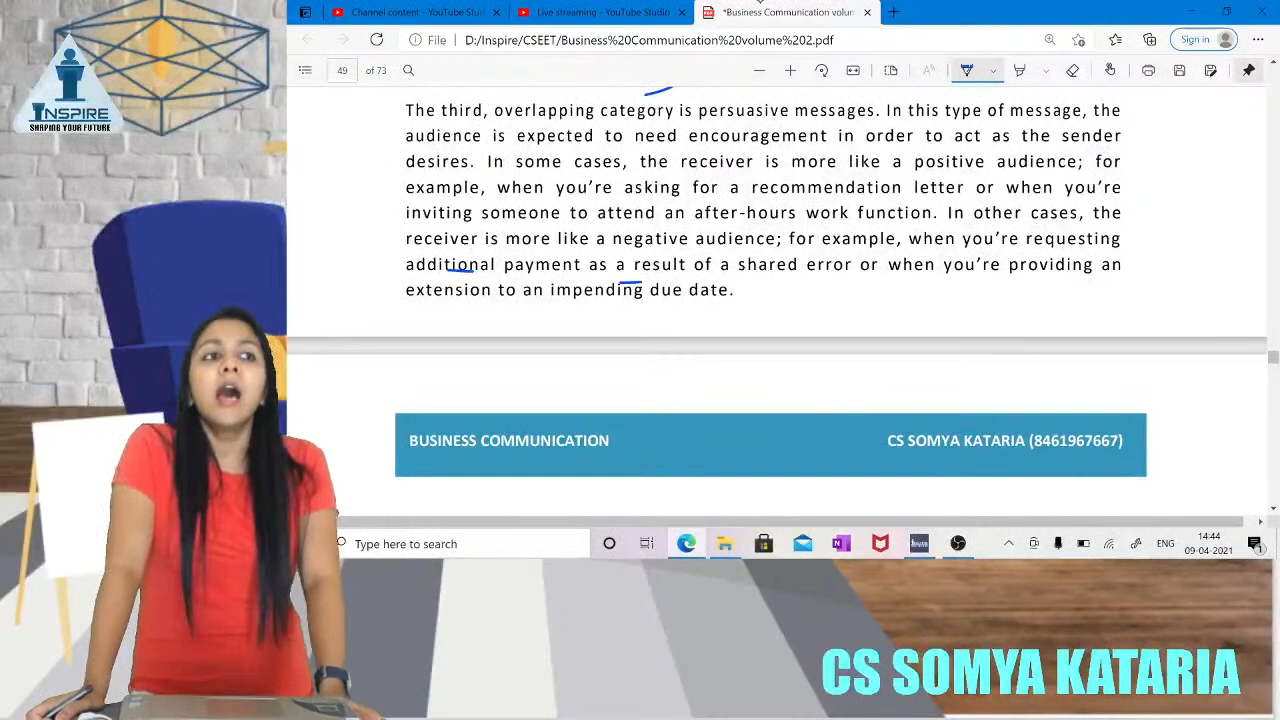 Channel content - YouTube Studio
Live streaming - YouTube Studio
*Business Communication volun
File
D:/Inspire/CSEET/Business%20Communication%20volume%202.pdf
Sign in
49 of 73
INSPIRE
SHAPING YOUR FUTURE
The third, overlapping category is persuasive messages. In this type of message, the
audience is expected to need encouragement in order to act as the sender
desires. In some cases, the receiver is more like a positive audience; for
example, when you're asking for a recommendation letter or when you're
inviting someone to attend an after-hours work function. In other cases, the
receiver is more like a negative audience; for example, when you're requesting
additional payment as a result of a shared error or when you're providing an
extension to an impending due date.
BUSINESS COMMUNICATION
CS SOMYA KATARIA (8461967667)
Type here to search
ENG
14:44
09-04-2021
CS SOMYA KATARIA